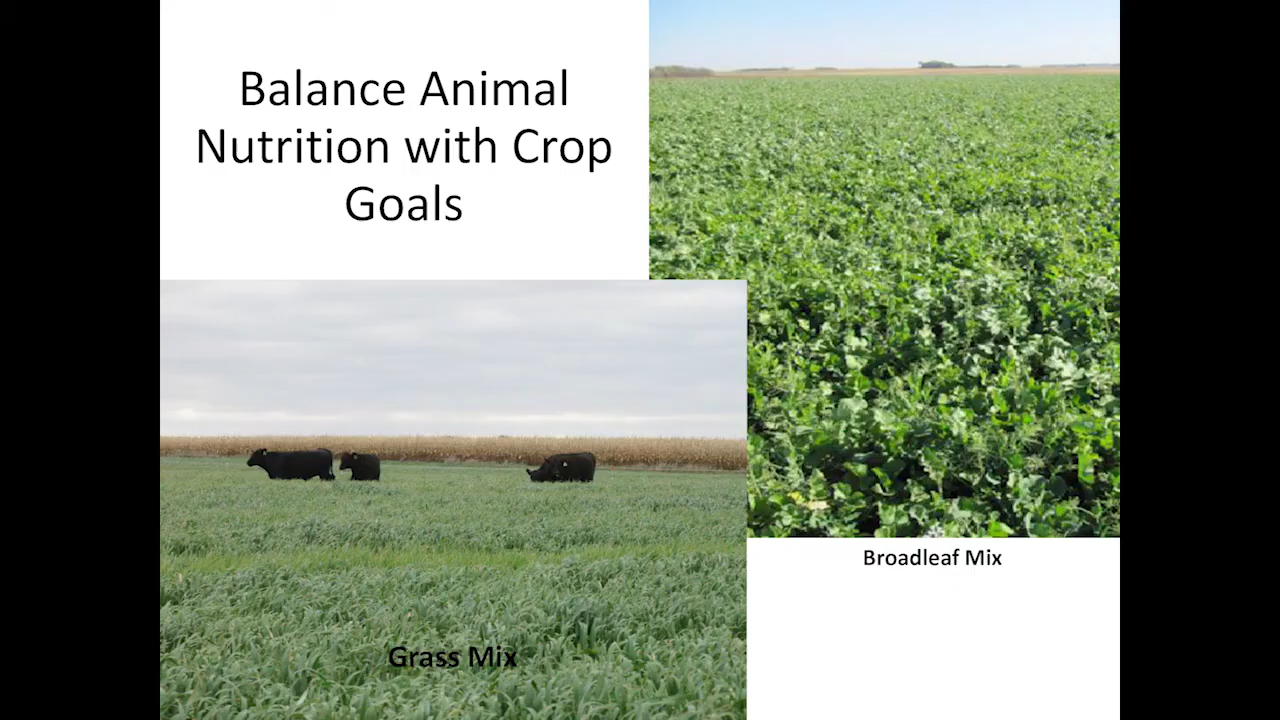 Balance Animal
Nutrition with Crop
Goals
Broadleaf Mix
Grass Mix